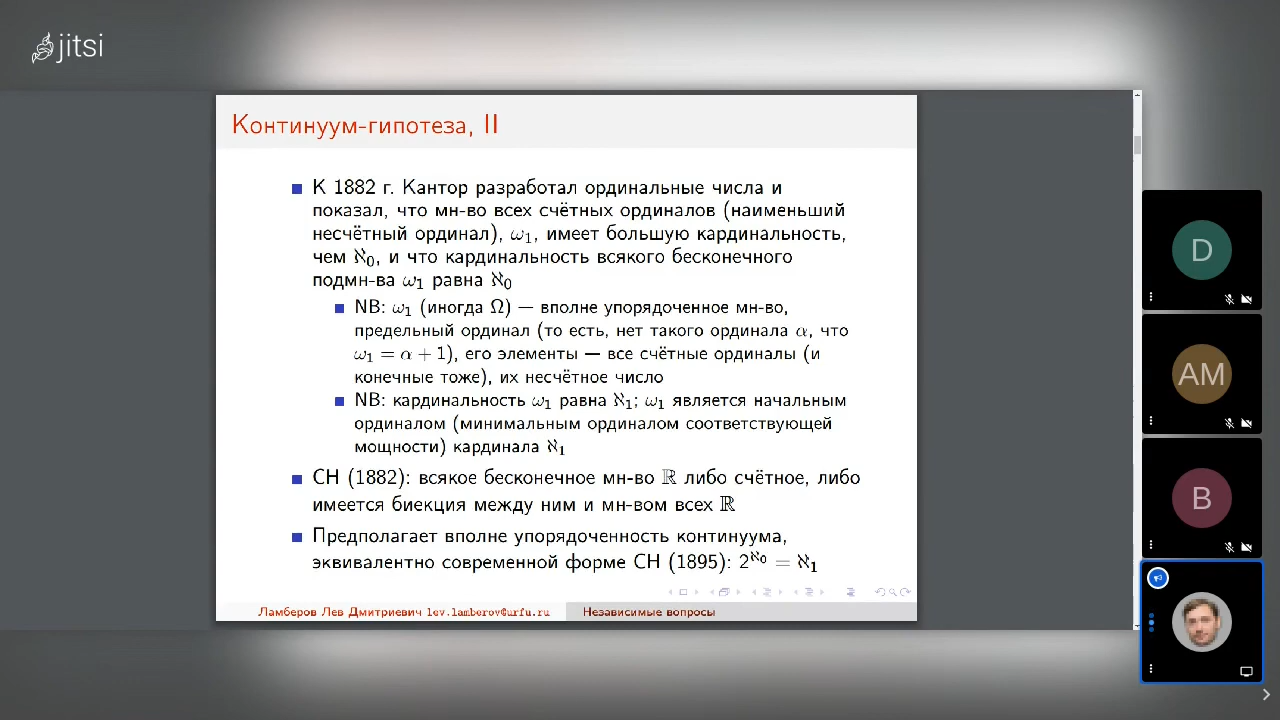 jitsi
Континуум-гипотеза, II
К 1882 г. Кантор разработал ординальные числа и
показал, что мн-во всех счётных ординалов (наименьший
несчётный ординал), ω₁, имеет большую кардинальность,
чем ℵ₀, и что кардинальность всякого бесконечного
подмн-ва ω₁ равна ℵ₀
NB: ω₁ (иногда Ω) — вполне упорядоченное мн-во,
предельный ординал (то есть, нет такого ординала α, что
ω₁ = α + 1), его элементы — все счётные ординалы (и
конечные тоже), их несчётное число
NB: кардинальность ω₁ равна ℵ₁; ω₁ является начальным
ординалом (минимальным ординалом соответствующей
мощности) кардинала ℵ₁
CH (1882): всякое бесконечное мн-во ℝ либо счётное, либо
имеется биекция между ним и мн-вом всех ℝ
Предполагает вполне упорядоченность континуума,
эквивалентно современной форме CH (1895): 2^ℵ₀ = ℵ₁
Ламберов Лев Дмитриевич lev.lamberov@urfu.ru
Независимые вопросы
D
AM
B